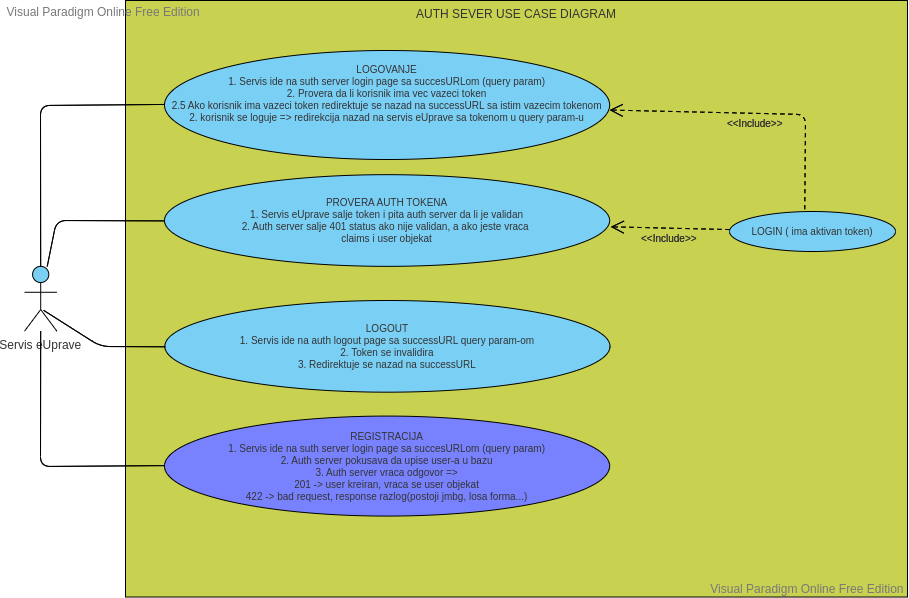 Visual Paradigm Online Free Edition
AUTH SEVER USE CASE DIAGRAM
LOGOVANJE
1. Servis ide na suth server login page sa succesURLom (query param)
2. Provera da li korisnik ima vec vazeci token
2.5 Ako korisnik ima vazeci token redirektuje se nazad na successURL sa istim vazecim tokenom
2. korisnik se loguje => redirekcija nazad na servis eUprave sa tokenom u query param-u
<<Include>>
PROVERA AUTH TOKENA
1. Servis eUprave salje token i pita auth server da li je validan
2. Auth server salje 401 status ako nije validan, a ako jeste vraca
claims i user objekat
<<Include>>
LOGIN ( ima aktivan token)
Servis eUprave
LOGOUT
1. Servis ide na auth logout page sa successURL query param-om
2. Token se invalidira
3. Redirektuje se nazad na successURL
REGISTRACIJA
1. Servis ide na suth server login page sa succesURLom (query param)
2. Auth server pokusava da upise user-a u bazu
3. Auth server vraca odgovor =>
201 -> user kreiran, vraca se user objekat
422 -> bad request, response razlog(postoji jmbg, losa forma...)
Visual Paradigm Online Free Edition